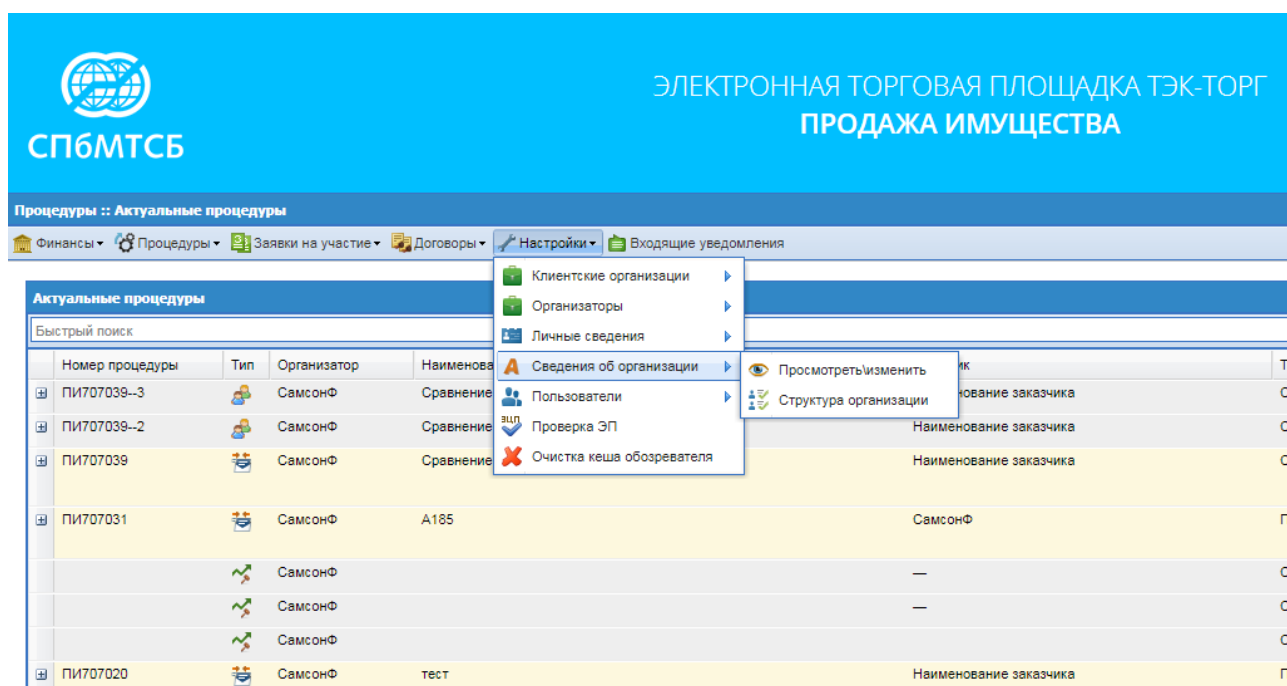 СПбМТСБ
ЭЛЕКТРОННАЯ ТОРГОВАЯ ПЛОЩАДКА ТЭК-ТОРГ
ПРОДАЖА ИМУЩЕСТВА
Процедуры :: Актуальные процедуры
Финансы Процедуры Заявки на участие Договоры Настройки Входящие уведомления
Клиентские организации
Организаторы
Личные сведения
Сведения об организации
Пользователи
Проверка ЭП
Очистка кеша обозревателя
Просмотреть\изменить
Структура организации
Актуальные процедуры
Быстрый поиск
Номер процедуры Тип Организатор
ПИ707039--3 СамсонФ Сравнение
ПИ707039--2 СамсонФ Сравнение Наименование заказчика
ПИ707039 СамсонФ Сравнение Наименование заказчика
ПИ707031 СамсонФ А185 СамсонФ
СамсонФ —
СамсонФ —
СамсонФ
ПИ707020 СамсонФ тест Наименование заказчика